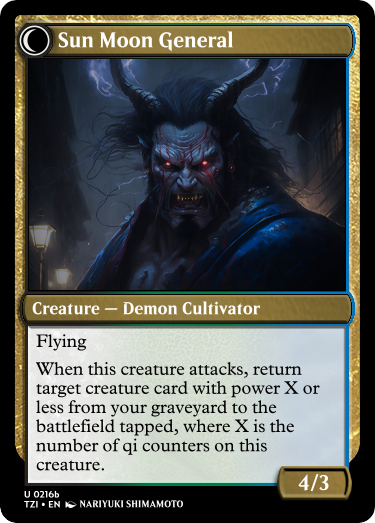 Sun Moon General
Creature — Demon Cultivator
Flying
When this creature attacks, return
target creature card with power X or
less from your graveyard to the
battlefield tapped, where X is the
number of qi counters on this
creature.
4/3
U 0216b
TZI • EN NARIYUKI SHIMAMOTO